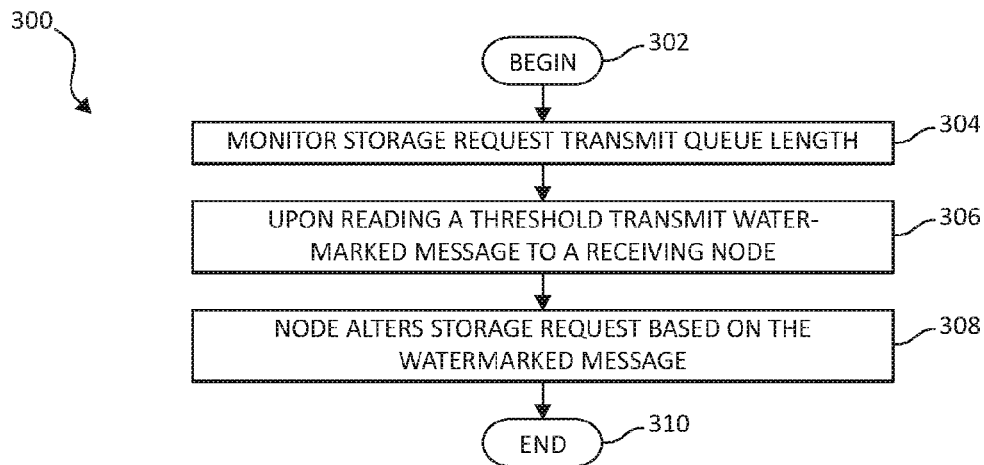 300
BEGIN
302
MONITOR STORAGE REQUEST TRANSMIT QUEUE LENGTH
304
UPON READING A THRESHOLD TRANSMIT WATER-
MARKED MESSAGE TO A RECEIVING NODE
306
NODE ALTERS STORAGE REQUEST BASED ON THE
WATERMARKED MESSAGE
308
END
310